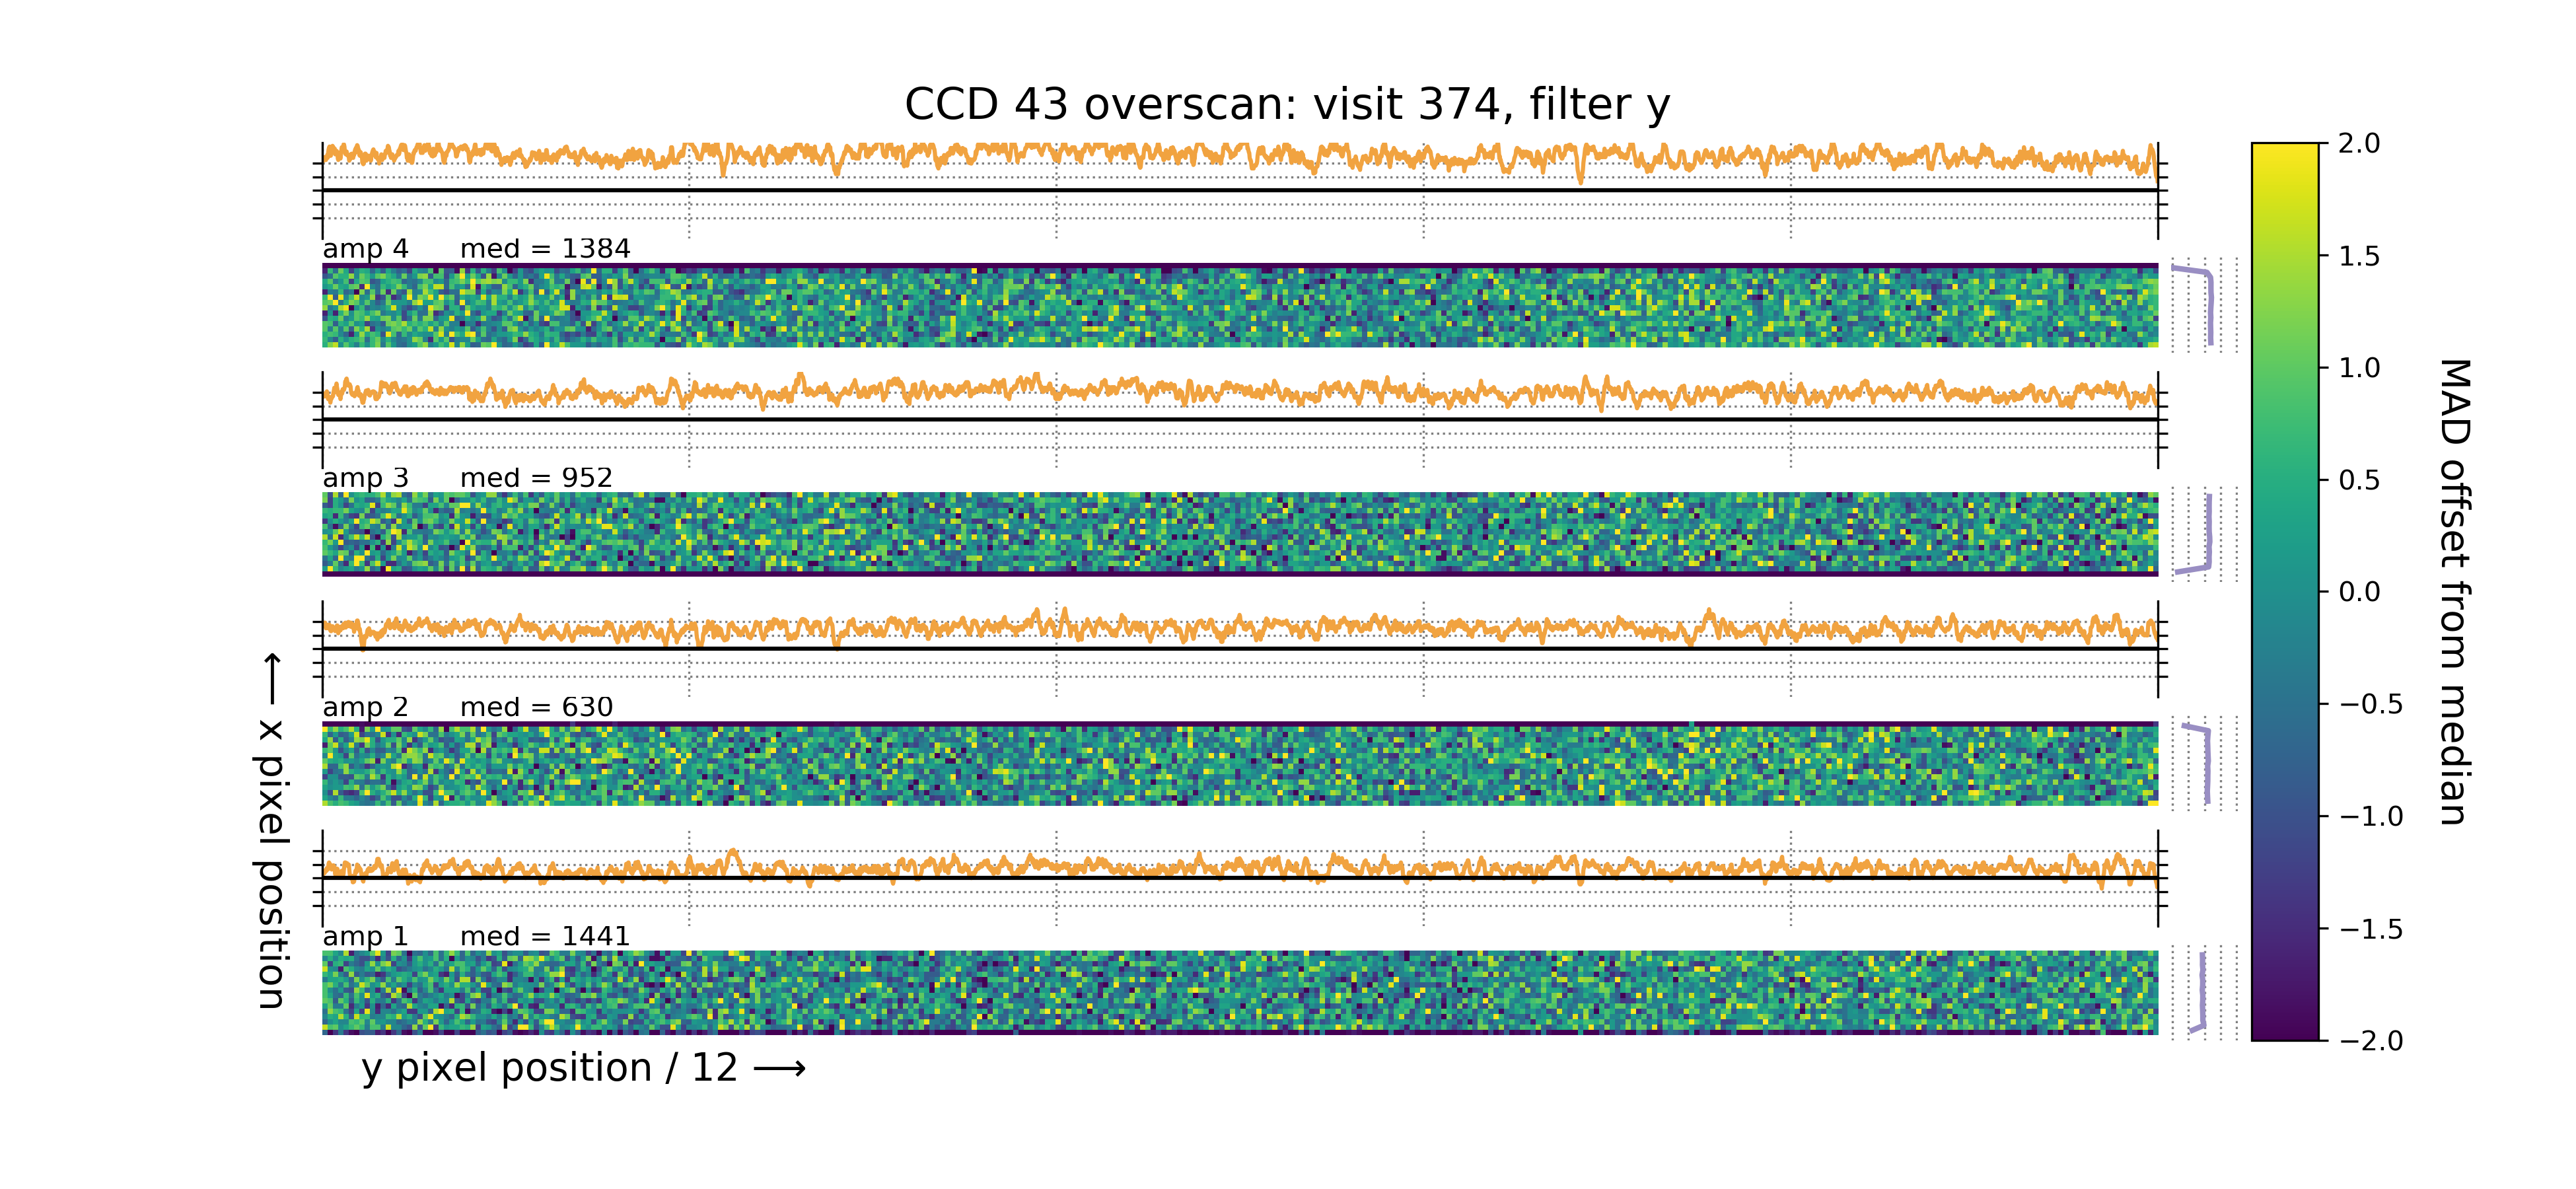 CCD 43 overscan: visit 374, filter y
amp 4 med = 1384
amp 3 med = 952
amp 2 med = 630
amp 1 med = 1441
⟵ x pixel position
y pixel position / 12 ⟶
2.0
1.5
1.0
0.5
0.0
−0.5
−1.0
−1.5
−2.0
MAD offset from median